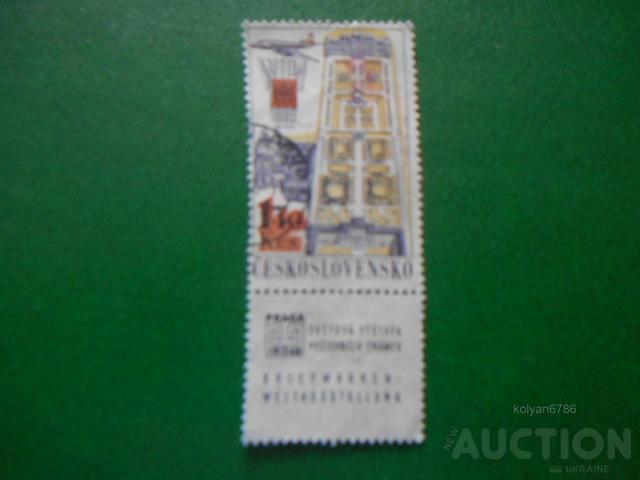 1'40
KČS
ČESKOSLOVENSKO
PRAGA
SVĚTOVÁ VÝSTAVA
POŠTOVNÍCH ZNÁMEK
BRIEFMARKEN-
WELTAUSSTELLUNG
kolyan6786
NEW AUCTION
UKRAINE